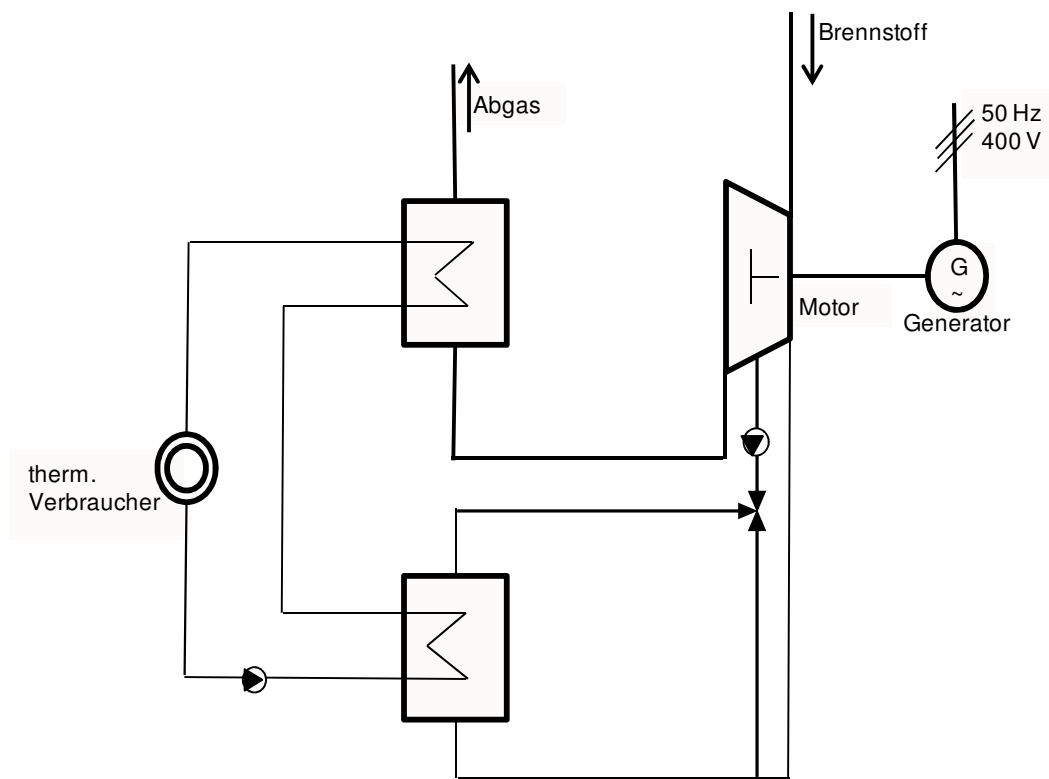 Brennstoff
Abgas
50 Hz
400 V
G
~
Motor
Generator
therm.
Verbraucher